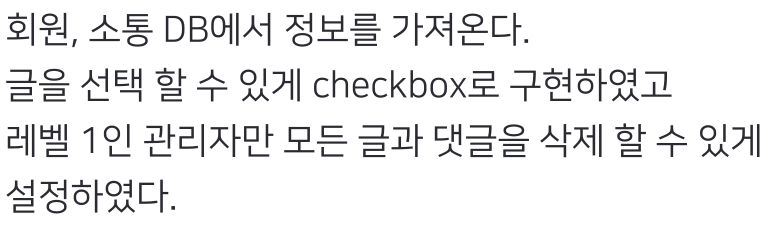 회원, 소통 DB에서 정보를 가져온다.
글을 선택 할 수 있게 checkbox로 구현하였고
레벨 1인 관리자만 모든 글과 댓글을 삭제 할 수 있게
설정하였다.